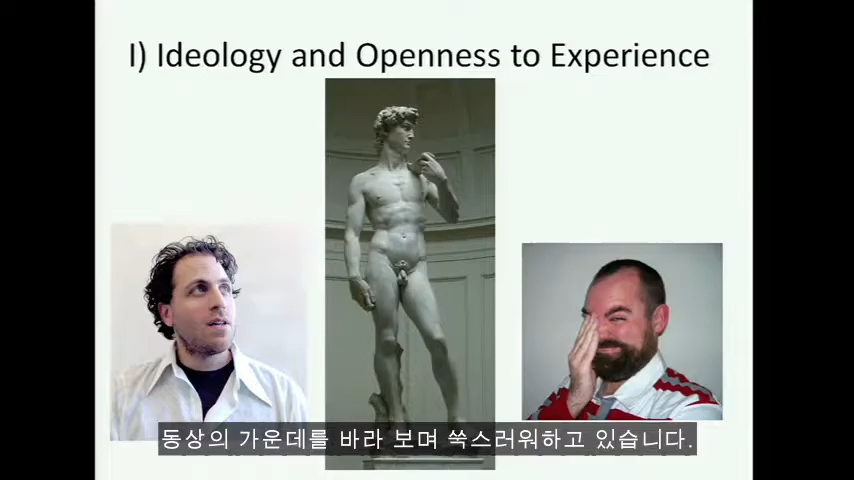 I) Ideology and Openness to Experience
동상의 가운데를 바라 보며 쑥스러워하고 있습니다.